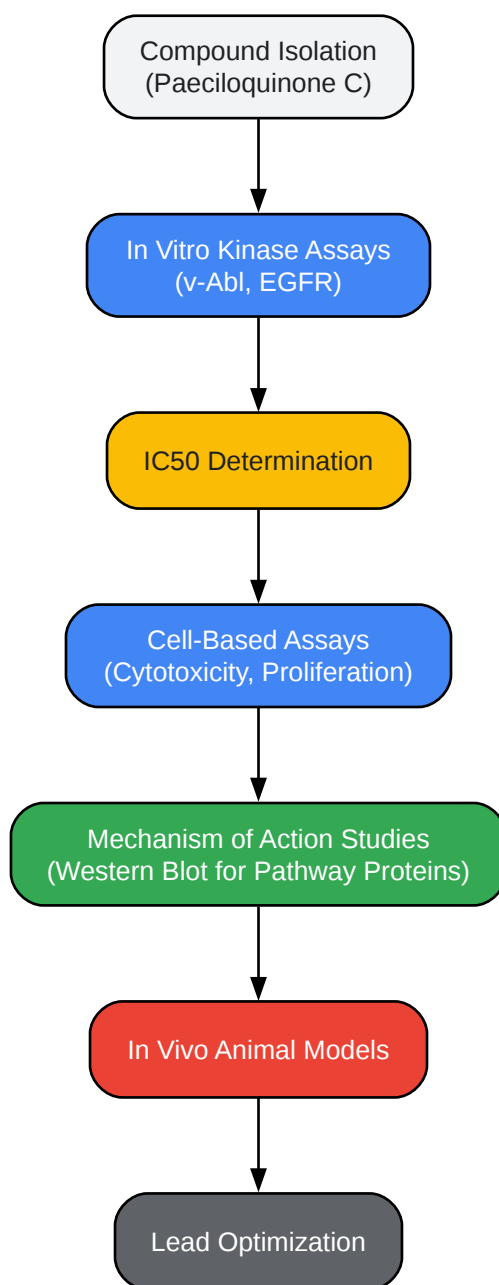 Compound Isolation
(Paeciloquinone C)
In Vitro Kinase Assays
(v-Abl, EGFR)
IC50 Determination
Cell-Based Assays
(Cytotoxicity, Proliferation)
Mechanism of Action Studies
(Western Blot for Pathway Proteins)
In Vivo Animal Models
Lead Optimization